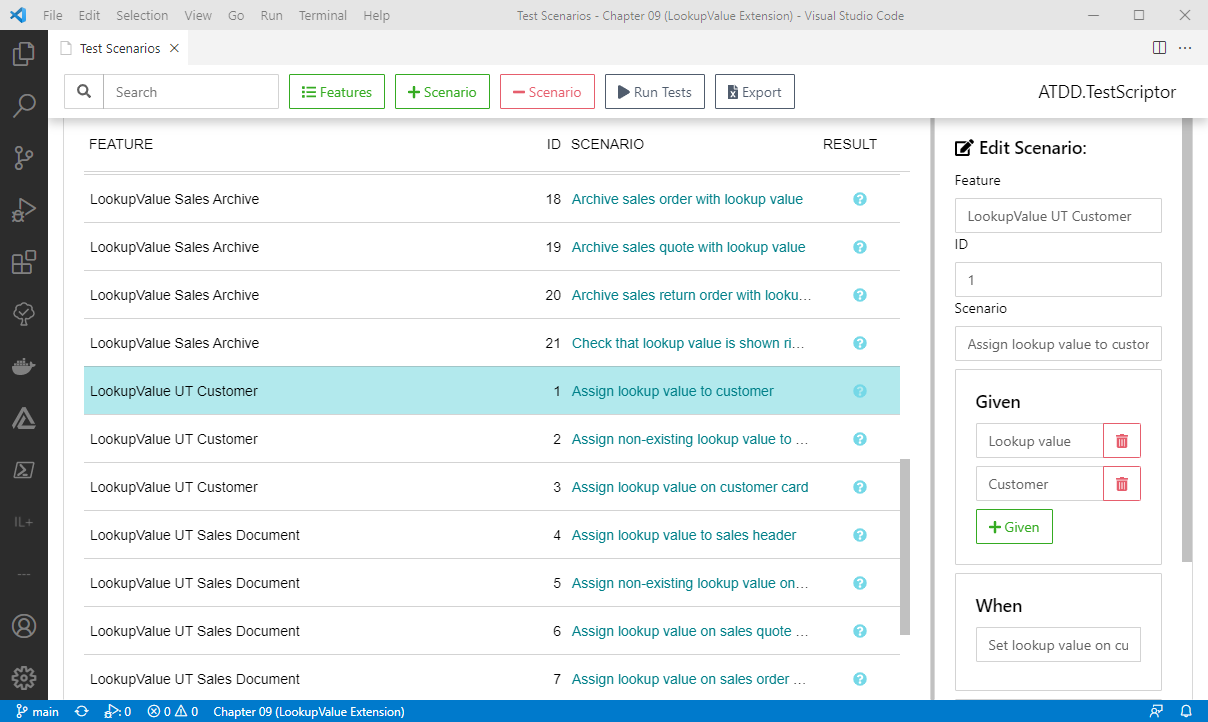 File Edit Selection View Go Run Terminal Help Test Scenarios - Chapter 09 (LookupValue Extension) - Visual Studio Code
Test Scenarios
Search Features Scenario Scenario Run Tests Export ATDD.TestScriptor
FEATURE ID SCENARIO RESULT
LookupValue Sales Archive 18 Archive sales order with lookup value
LookupValue Sales Archive 19 Archive sales quote with lookup value
LookupValue Sales Archive 20 Archive sales return order with looku...
LookupValue Sales Archive 21 Check that lookup value is shown ri...
LookupValue UT Customer 1 Assign lookup value to customer
LookupValue UT Customer 2 Assign non-existing lookup value to ...
LookupValue UT Customer 3 Assign lookup value on customer card
LookupValue UT Sales Document 4 Assign lookup value to sales header
LookupValue UT Sales Document 5 Assign non-existing lookup value on...
LookupValue UT Sales Document 6 Assign lookup value on sales quote ...
LookupValue UT Sales Document 7 Assign lookup value on sales order ...
Edit Scenario:
Feature
LookupValue UT Customer
ID
1
Scenario
Assign lookup value to custor
Given
Lookup value
Customer
Given
When
Set lookup value on cu
IL+
main 0 0 0 Chapter 09 (LookupValue Extension)